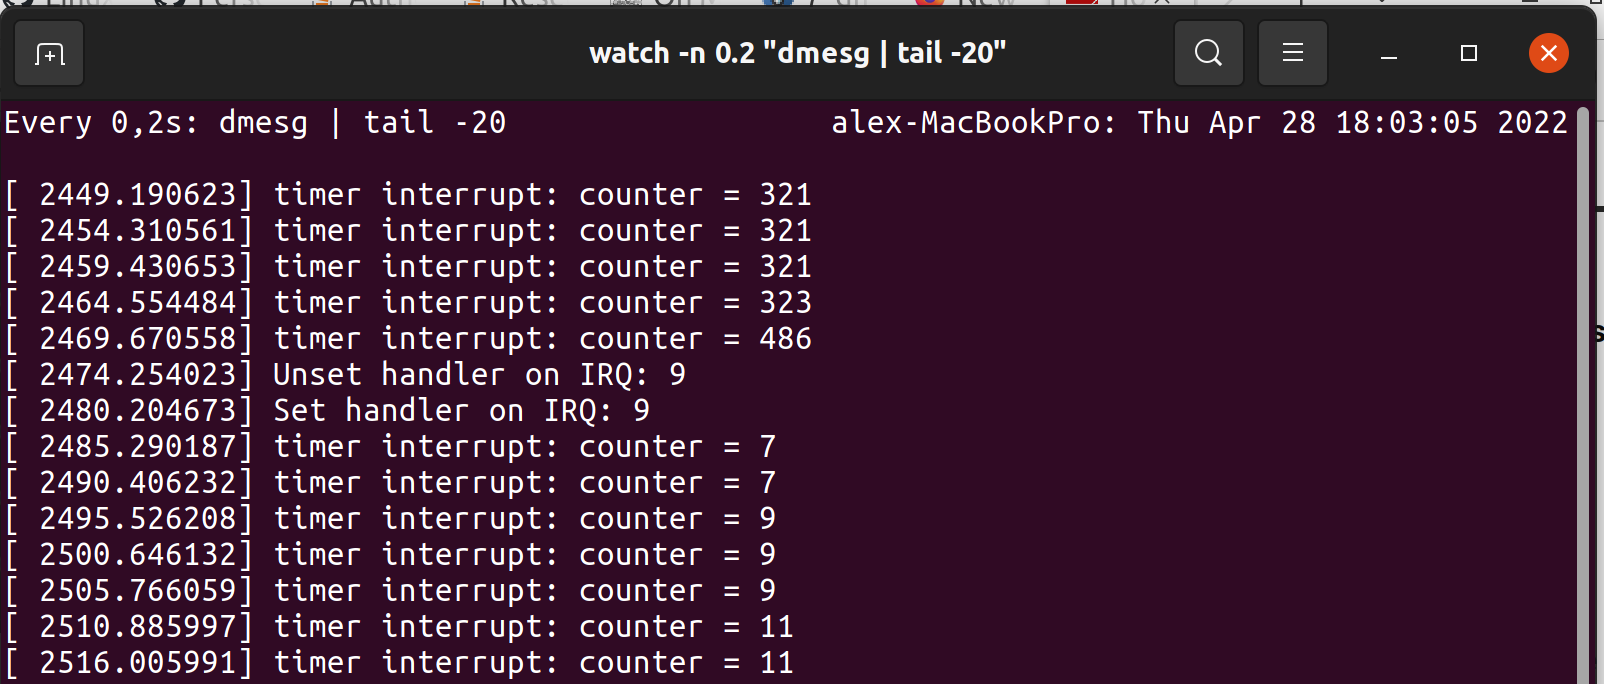 watch -n 0.2 "dmesg | tail -20"
Every 0,2s: dmesg | tail -20 alex-MacBookPro: Thu Apr 28 18:03:05 2022
[ 2449.190623] timer interrupt: counter = 321
[ 2454.310561] timer interrupt: counter = 321
[ 2459.430653] timer interrupt: counter = 321
[ 2464.554484] timer interrupt: counter = 323
[ 2469.670558] timer interrupt: counter = 486
[ 2474.254023] Unset handler on IRQ: 9
[ 2480.204673] Set handler on IRQ: 9
[ 2485.290187] timer interrupt: counter = 7
[ 2490.406232] timer interrupt: counter = 7
[ 2495.526208] timer interrupt: counter = 9
[ 2500.646132] timer interrupt: counter = 9
[ 2505.766059] timer interrupt: counter = 9
[ 2510.885997] timer interrupt: counter = 11
[ 2516.005991] timer interrupt: counter = 11